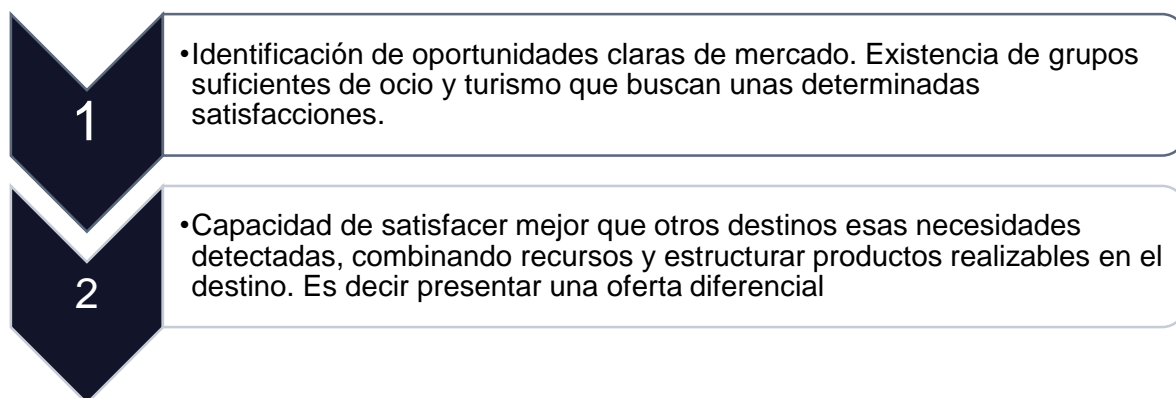 1
•Identificación de oportunidades claras de mercado. Existencia de grupos
suficientes de ocio y turismo que buscan unas determinadas
satisfacciones.
2
•Capacidad de satisfacer mejor que otros destinos esas necesidades
detectadas, combinando recursos y estructurar productos realizables en el
destino. Es decir presentar una oferta diferencial